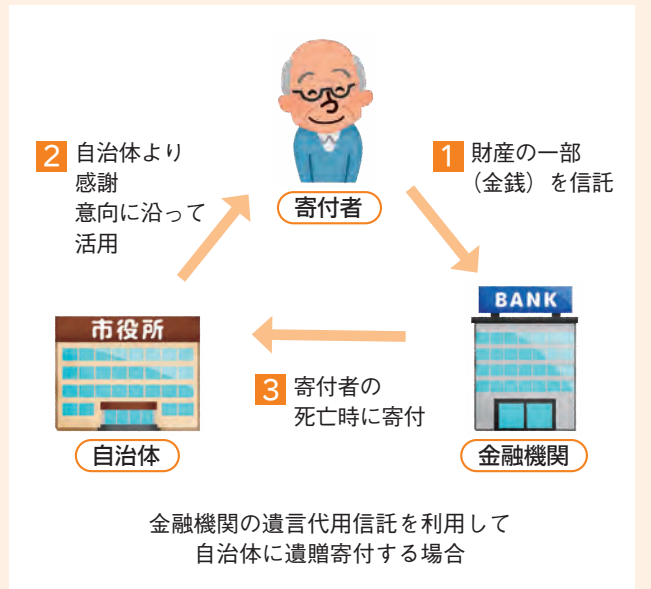 2 自治体より
感謝
意向に沿って
活用
1 財産の一部
（金銭）を信託
寄付者
BANK
市役所
3 寄付者の
死亡時に寄付
自治体
金融機関
金融機関の遺言代用信託を利用して
自治体に遺贈寄付する場合